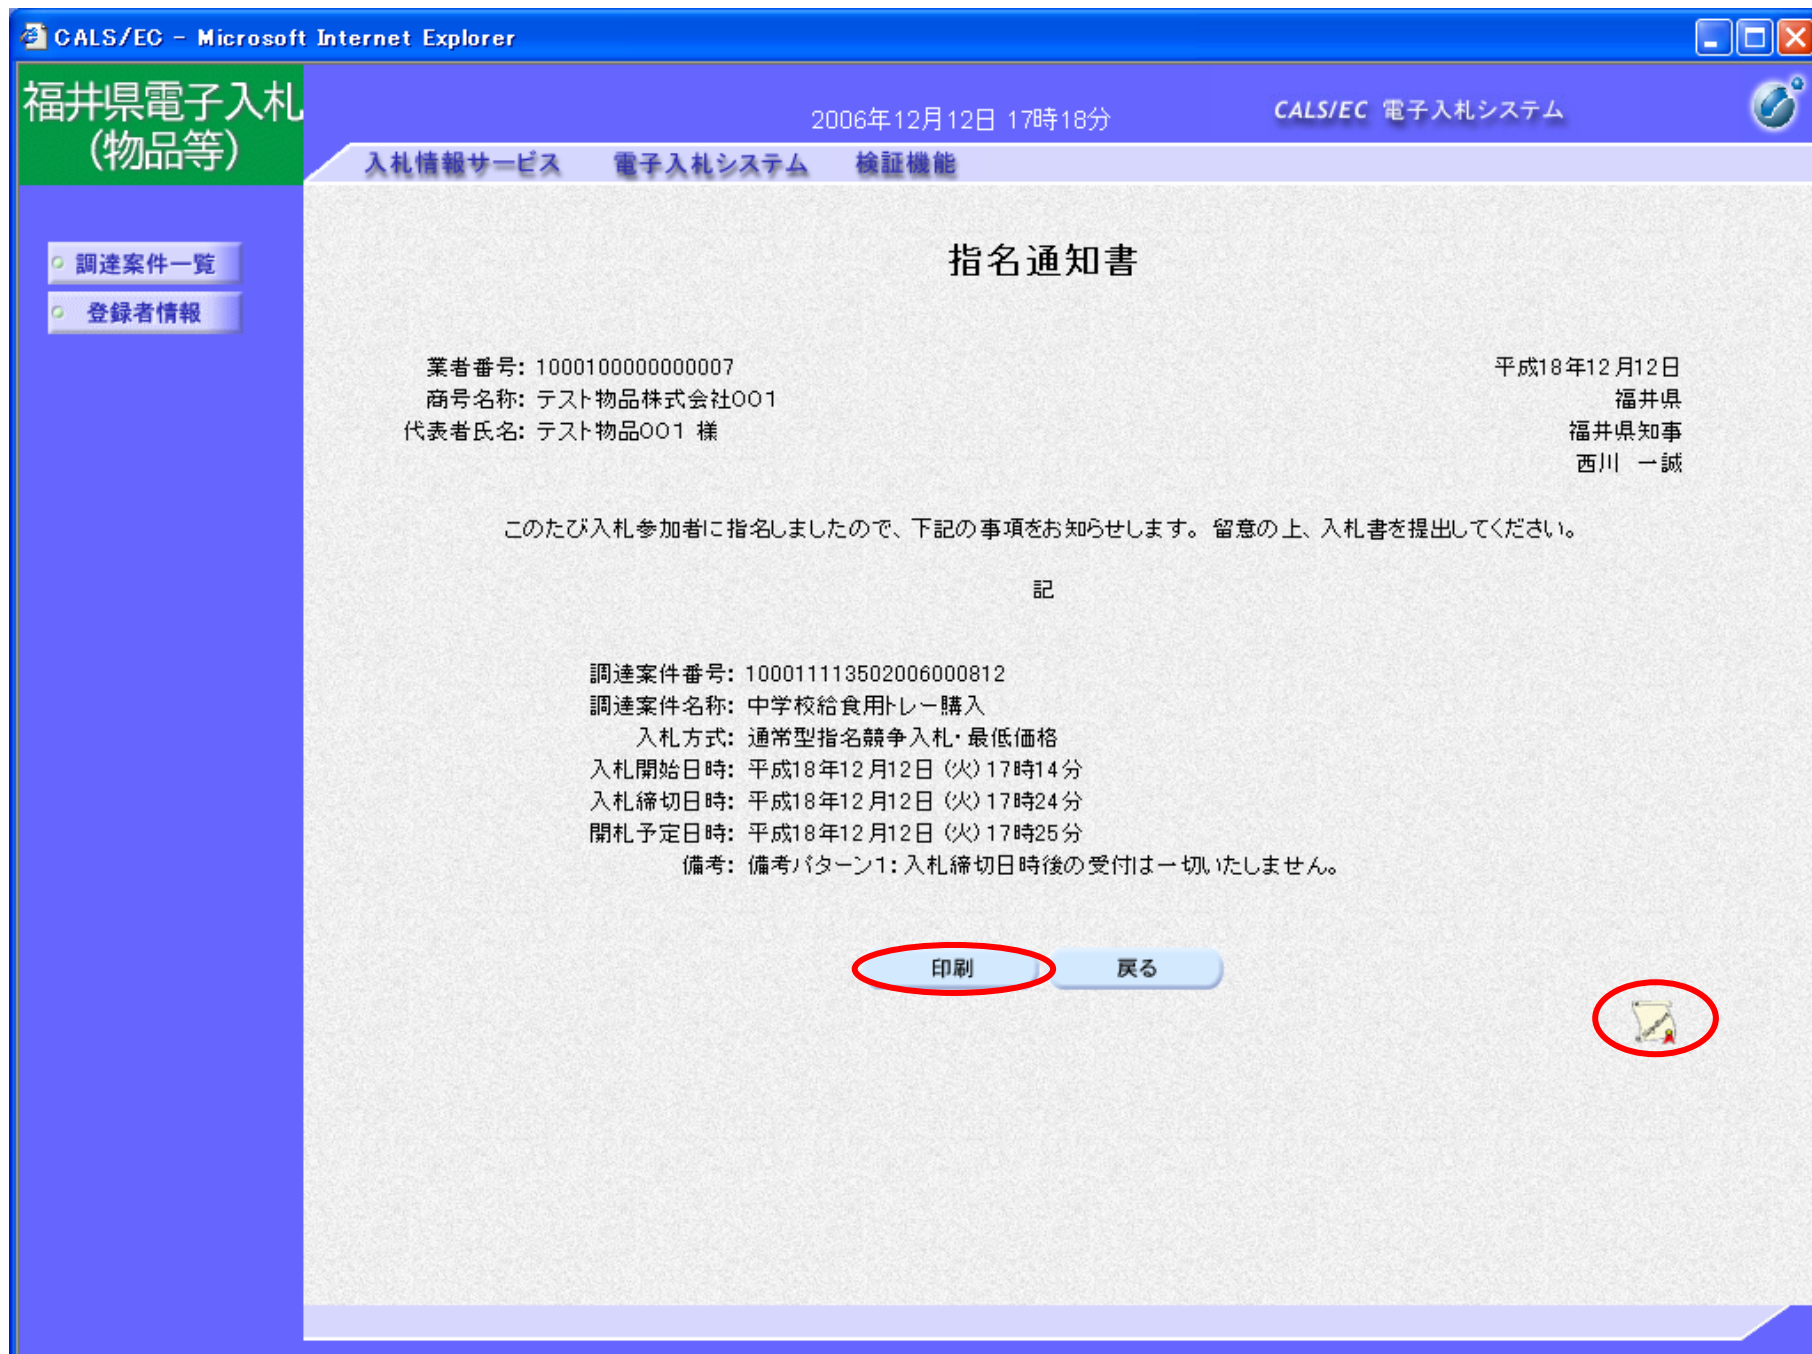 CALS/EC - Microsoft Internet Explorer
福井県電子入札
(物品等)
2006年12月12日 17時18分
CALS/EC 電子入札システム
入札情報サービス 電子入札システム 検証機能
調達案件一覧
登録者情報
指名通知書
業者番号: 1000100000000007
商号名称: テスト物品株式会社001
代表者氏名: テスト物品001 様
平成18年12月12日
福井県
福井県知事
西川 一誠
このたび入札参加者に指名しましたので、下記の事項をお知らせします。留意の上、入札書を提出してください。
記
調達案件番号: 1000111135020060000812
調達案件名称: 中学校給食用トレー購入
入札方式: 通常型指名競争入札・最低価格
入札開始日時: 平成18年12月12日 (火) 17時14分
入札締切日時: 平成18年12月12日 (火) 17時24分
開札予定日時: 平成18年12月12日 (火) 17時25分
備考: 備考パターン1:入札締切日時後の受付は一切いたしません。
印刷 戻る